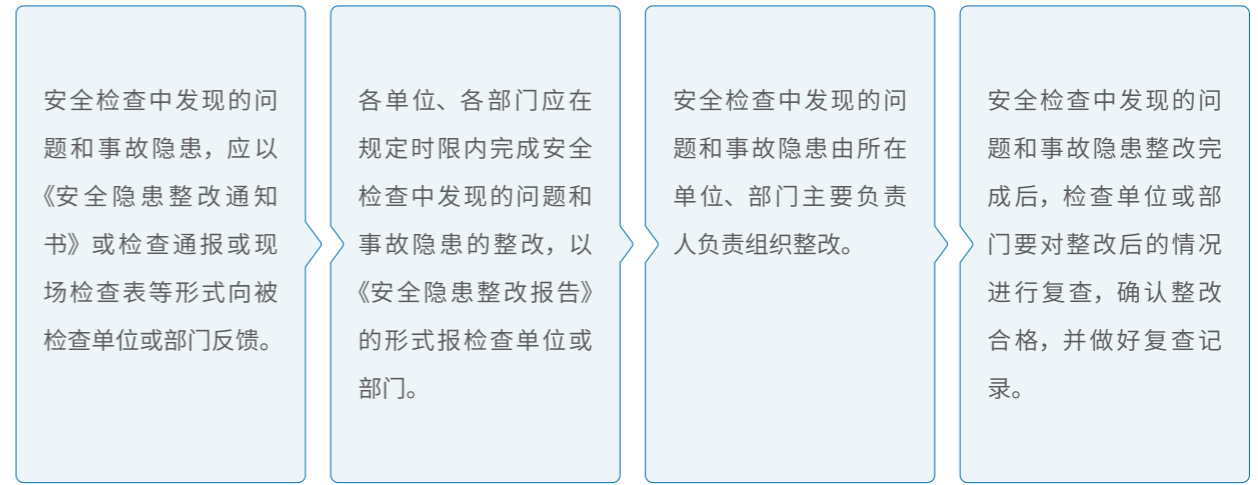 安全检查中发现的问
题和事故隐患，应以
《安全隐患整改通知
书》或检查通报或现
场检查表等形式向被
检查单位或部门反馈。
各单位、各部门应在
规定时限内完成安全
检查中发现的问题和
事故隐患的整改，以
《安全隐患整改报告》
的形式报检查单位或
部门。
安全检查中发现的问
题和事故隐患由所在
单位、部门主要负责
人负责组织整改。
安全检查中发现的问
题和事故隐患整改完
成后，检查单位或部
门要对整改后的情况
进行复查，确认整改
合格，并做好复查记
录。